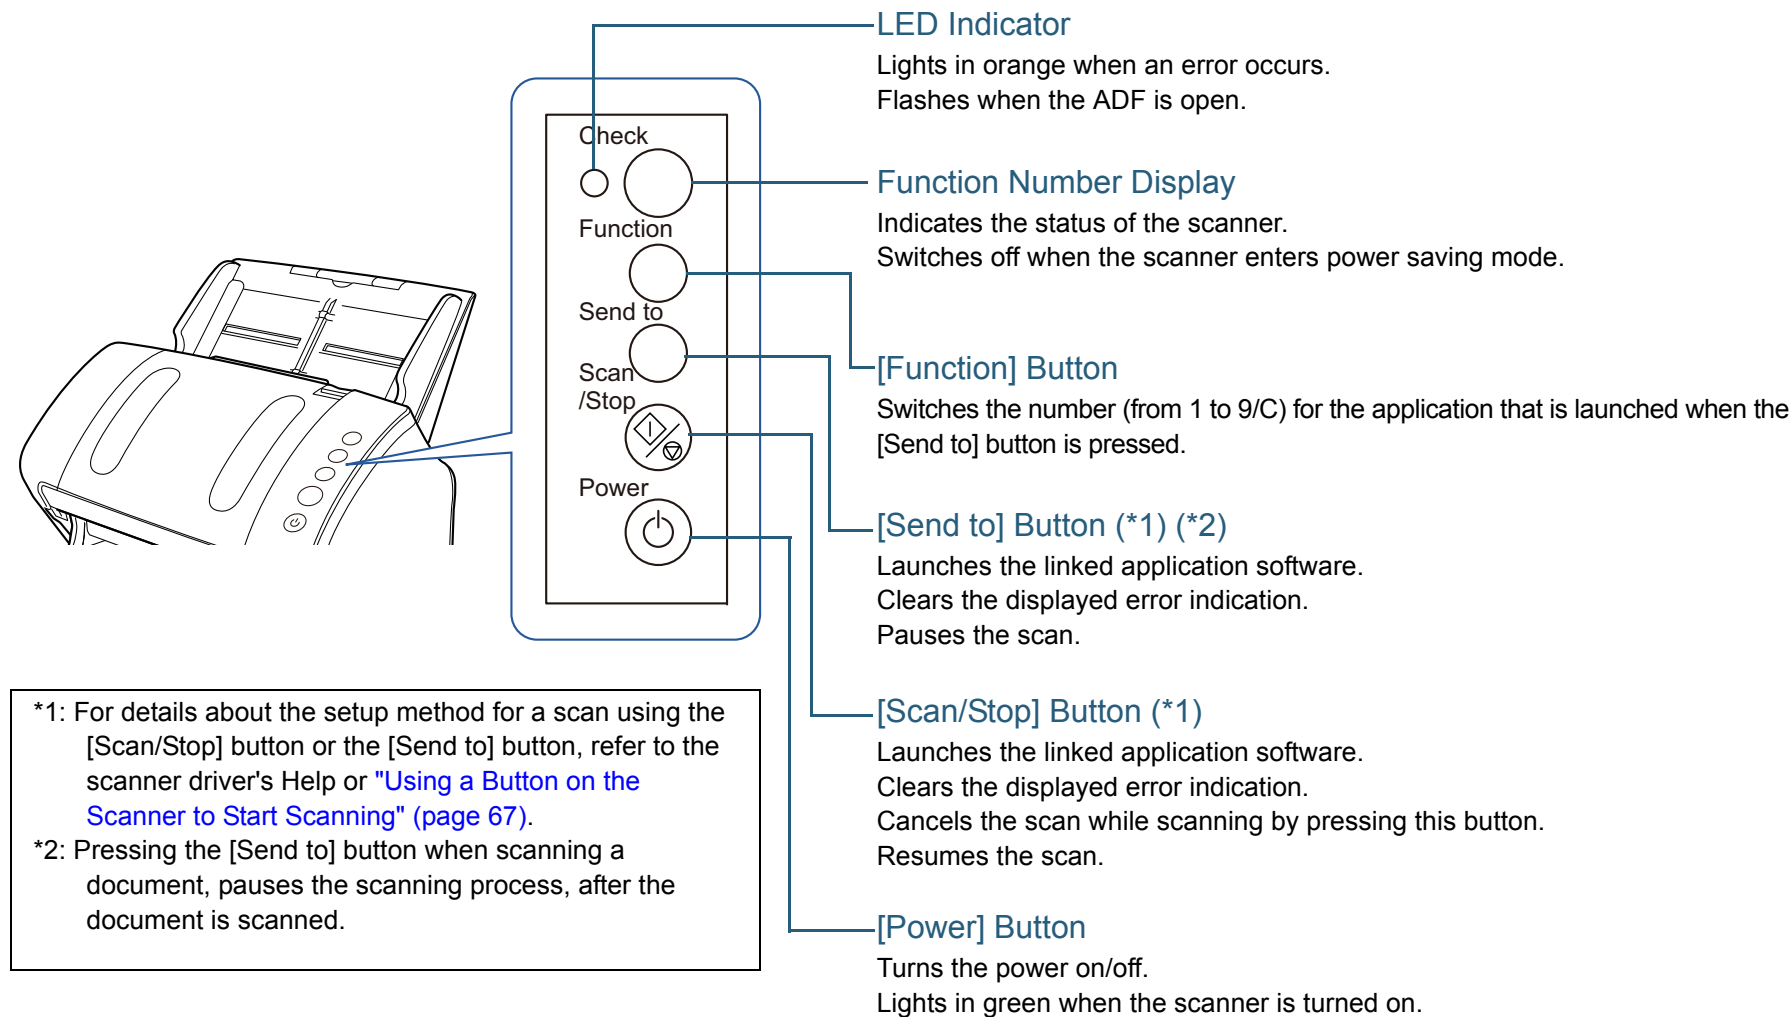 LED Indicator
Lights in orange when an error occurs.
Flashes when the ADF is open.
Check
Function Number Display
Indicates the status of the scanner.
Switches off when the scanner enters power saving mode.
Function
Send to
Scan
/Stop
Power
[Function] Button
Switches the number (from 1 to 9/C) for the application that is launched when the
[Send to] button is pressed.
[Send to] Button (*1) (*2)
Launches the linked application software.
Clears the displayed error indication.
Pauses the scan.
[Scan/Stop] Button (*1)
Launches the linked application software.
Clears the displayed error indication.
Cancels the scan while scanning by pressing this button.
Resumes the scan.
[Power] Button
Turns the power on/off.
Lights in green when the scanner is turned on.
*1: For details about the setup method for a scan using the
[Scan/Stop] button or the [Send to] button, refer to the
scanner driver's Help or "Using a Button on the
Scanner to Start Scanning" (page 67).
*2: Pressing the [Send to] button when scanning a
document, pauses the scanning process, after the
document is scanned.